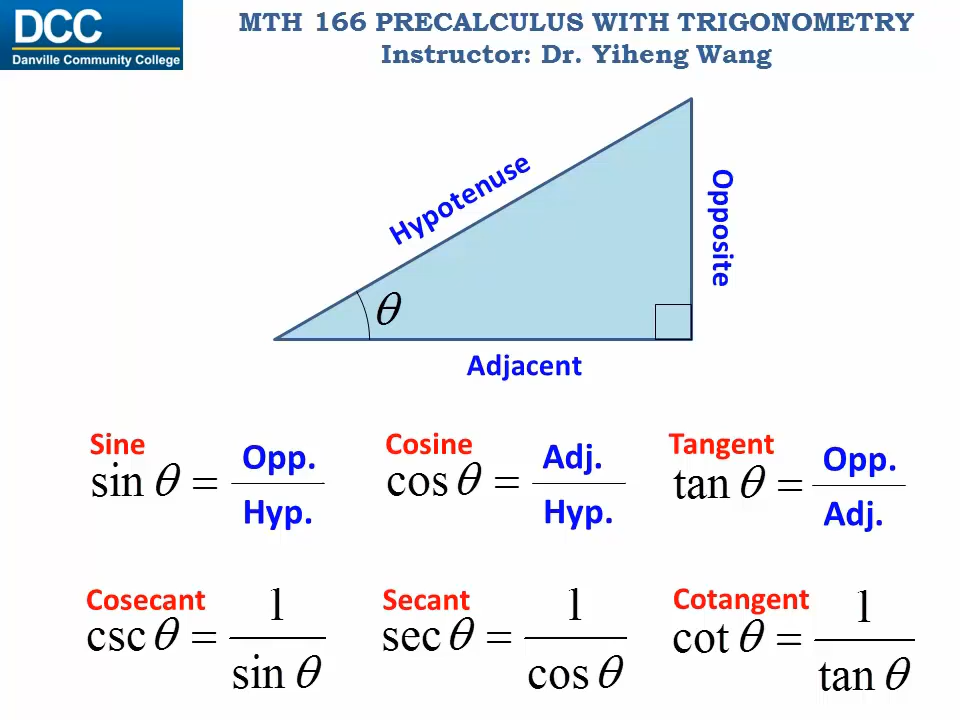 DCC
Danville Community College
MTH 166 PRECALCULUS WITH TRIGONOMETRY
Instructor: Dr. Yiheng Wang
Hypotenuse
Opposite
θ
Adjacent
Sine
sin θ = Opp. / Hyp.
Cosine
cos θ = Adj. / Hyp.
Tangent
tan θ = Opp. / Adj.
Cosecant
csc θ = 1 / sin θ
Secant
sec θ = 1 / cos θ
Cotangent
cot θ = 1 / tan θ